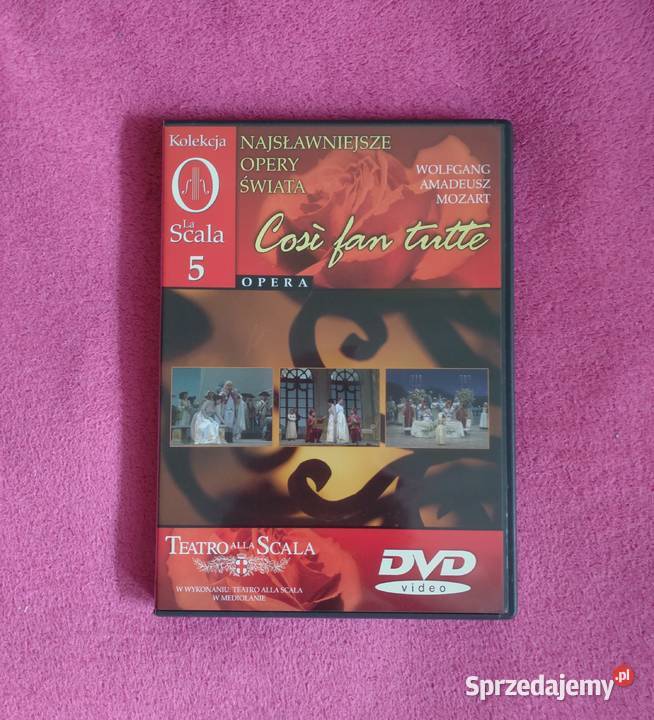 Kolekcja
La
Scala
5
NAJSŁAWNIEJSZE
OPERY
ŚWIATA
WOLFGANG
AMADEUSZ
MOZART
Così fan tutte
OPERA
TEATRO ALLA SCALA
W WYKONANIU: TEATRO ALLA SCALA
W MEDIOLANIE
DVD
video
Sprzedajemy.pl